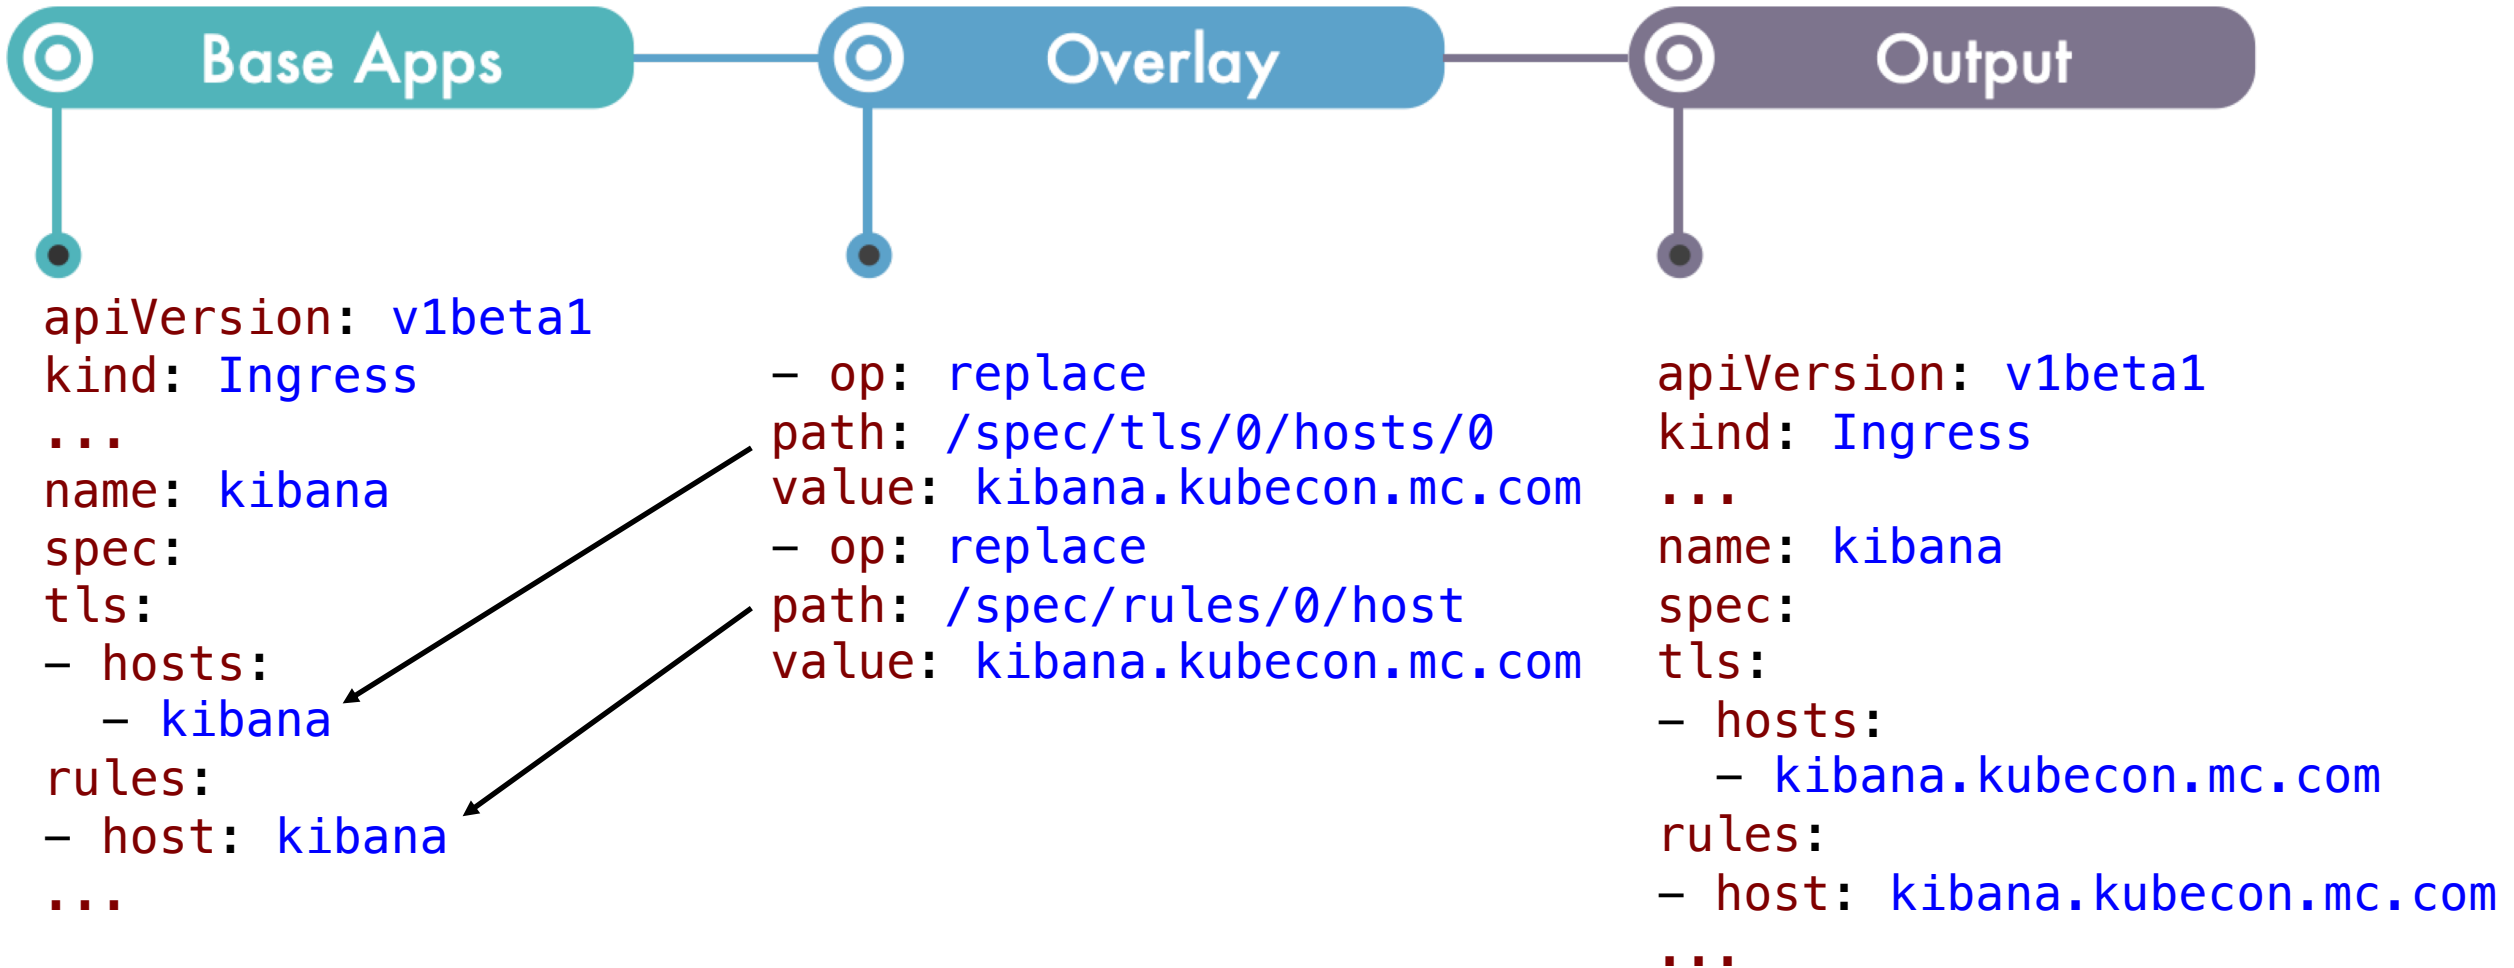 Base Apps
Overlay
Output
apiVersion: v1beta1
kind: Ingress
...
name: kibana
spec:
tls:
- hosts:
  - kibana
rules:
- host: kibana
...
- op: replace
path: /spec/tls/0/hosts/0
value: kibana.kubecon.mc.com
- op: replace
path: /spec/rules/0/host
value: kibana.kubecon.mc.com
apiVersion: v1beta1
kind: Ingress
...
name: kibana
spec:
tls:
- hosts:
  - kibana.kubecon.mc.com
rules:
- host: kibana.kubecon.mc.com
...